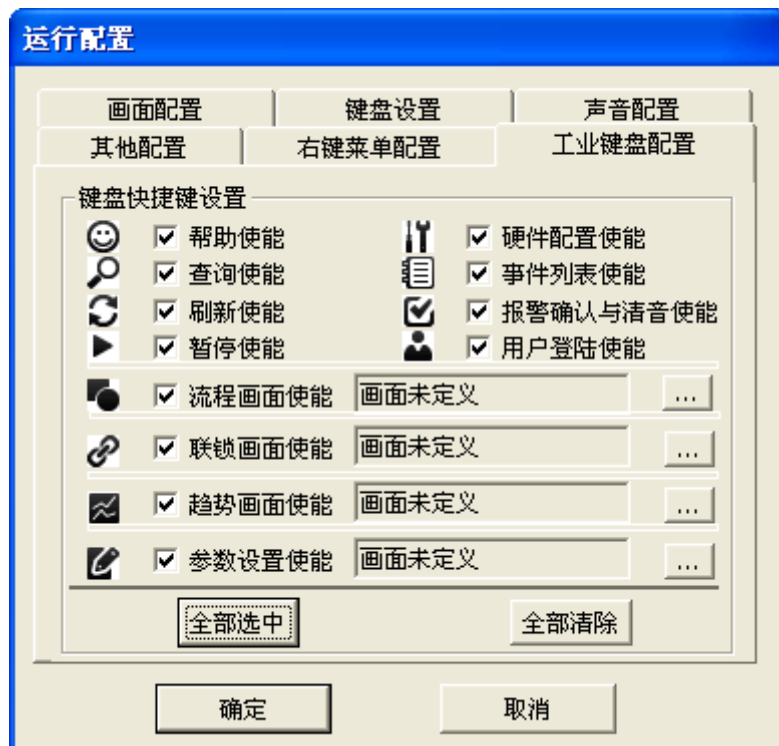 运行配置
画面配置 键盘设置 声音配置
其他配置 右键菜单配置 工业键盘配置
键盘快捷键设置
帮助使能 硬件配置使能
查询使能 事件列表使能
刷新使能 报警确认与清音使能
暂停使能 用户登陆使能
流程画面使能 画面未定义 ...
联锁画面使能 画面未定义 ...
趋势画面使能 画面未定义 ...
参数设置使能 画面未定义 ...
全部选中 全部清除
确定 取消